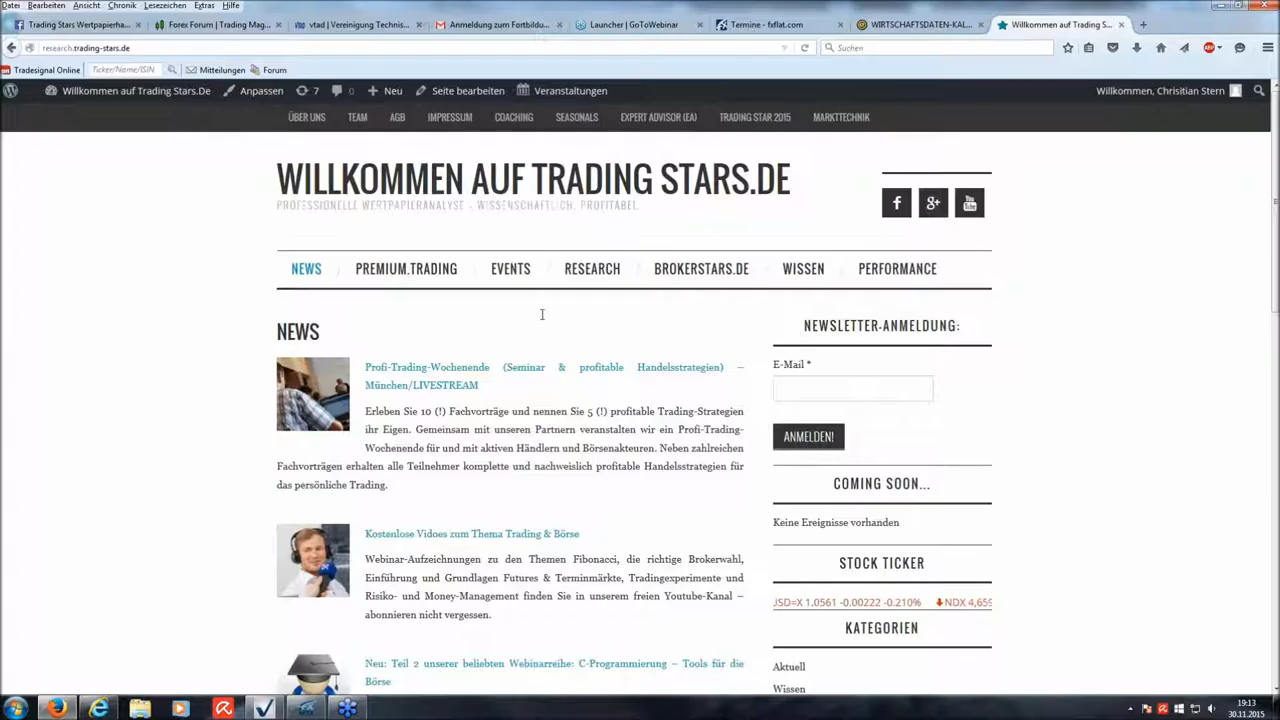 Datei Bearbeiten Ansicht Chronik Lesezeichen Extras Hilfe
Trading Stars Wertpapierha... Forex Forum | Trading Mag... vtad | Vereinigung Technis... Anmeldung zum Fortbildu... Launcher | GoToWebinar Termine - fxflat.com WIRTSCHAFTSDATEN-KAL... Willkommen auf Trading S...
research.trading-stars.de Suchen
Tradesignal Online Ticker/Name/ISIN Mitteilungen Forum
Willkommen auf Trading Stars.De Anpassen 7 0 Neu Seite bearbeiten Veranstaltungen Willkommen, Chrisitian Stern
ÜBER UNS TEAM AGB IMPRESSUM COACHING SEASONALS EXPERT ADVISOR (EA) TRADING STAR 2015 MARKTTECHNIK
WILLKOMMEN AUF TRADING STARS.DE
PROFESSIONELLE WERTPAPIERANALYSE - WISSENSCHAFTLICH. PROFITABEL.
NEWS PREMIUM.TRADING EVENTS RESEARCH BROKERSTARS.DE WISSEN PERFORMANCE
NEWS
Profi-Trading-Wochenende (Seminar & profitable Handelsstrategien) –
München/LIVESTREAM
Erleben Sie 10 (!) Fachvorträge und nennen Sie 5 (!) profitable Trading-Strategien
ihr Eigen. Gemeinsam mit unseren Partnern veranstalten wir ein Profi-Trading-
Wochenende für und mit aktiven Händlern und Börsenakteuren. Neben zahlreichen
Fachvorträgen erhalten alle Teilnehmer komplette und nachweislich profitable Handelsstrategien für
das persönliche Trading.
Kostenlose Vidoes zum Thema Trading & Börse
Webinar-Aufzeichnungen zu den Themen Fibonacci, die richtige Brokerwahl,
Einführung und Grundlagen Futures & Terminmärkte, Tradingexperimente und
Risiko- und Money-Management finden Sie in unserem freien Youtube-Kanal –
abonnieren nicht vergessen.
Neu: Teil 2 unserer beliebten Webinarreihe: C-Programmierung – Tools für die
Börse
NEWSLETTER-ANMELDUNG:
E-Mail *
ANMELDEN!
COMING SOON...
Keine Ereignisse vorhanden
STOCK TICKER
USD=X 1.0561 -0.00222 -0.210% NDX 4,659
KATEGORIEN
Aktuell
Wissen
19:13
30.11.2015